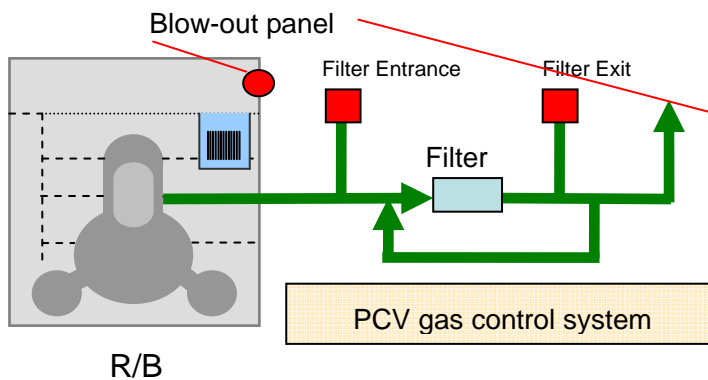 Blow-out panel
Filter Entrance
Filter Exit
Filter
PCV gas control system
R/B